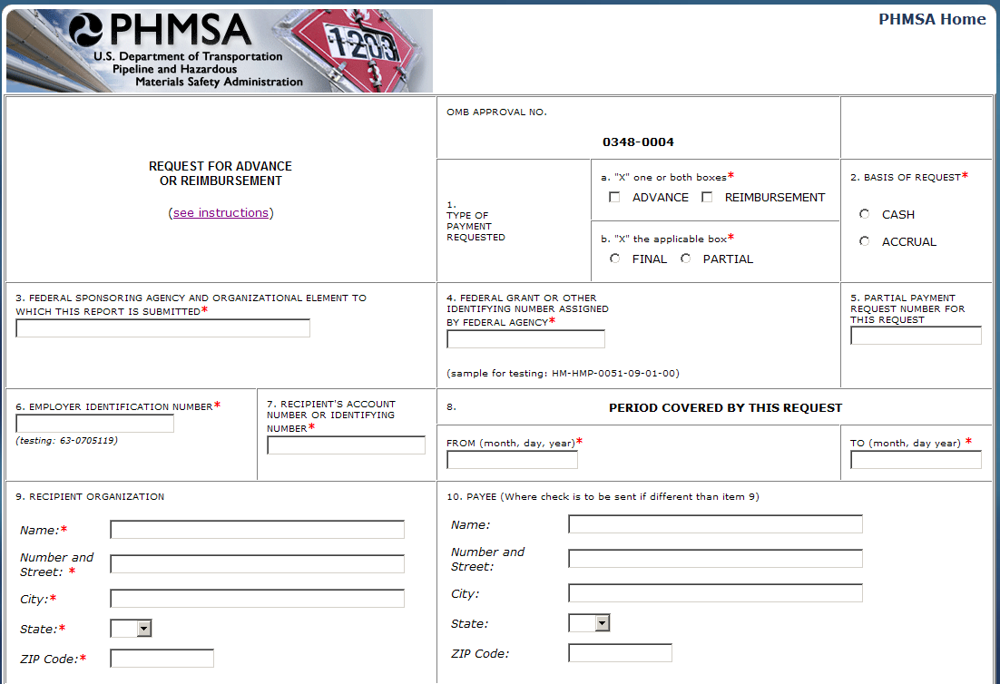 PHMSA
U.S. Department of Transportation
Pipeline and Hazardous
Materials Safety Administration
1203
3
PHMSA Home
REQUEST FOR ADVANCE
OR REIMBURSEMENT
(see instructions)
OMB APPROVAL NO.
0348-0004
1.
TYPE OF
PAYMENT
REQUESTED
a. "X" one or both boxes*
ADVANCE REIMBURSEMENT
b. "X" the applicable box*
FINAL PARTIAL
2. BASIS OF REQUEST*
CASH
ACCRUAL
3. FEDERAL SPONSORING AGENCY AND ORGANIZATIONAL ELEMENT TO
WHICH THIS REPORT IS SUBMITTED*
4. FEDERAL GRANT OR OTHER
IDENTIFYING NUMBER ASSIGNED
BY FEDERAL AGENCY*
(sample for testing: HM-HMP-0051-09-01-00)
5. PARTIAL PAYMENT
REQUEST NUMBER FOR
THIS REQUEST
6. EMPLOYER IDENTIFICATION NUMBER*
(testing: 63-0705119)
7. RECIPIENT'S ACCOUNT
NUMBER OR IDENTIFYING
NUMBER*
8. PERIOD COVERED BY THIS REQUEST
FROM (month, day, year)*
TO (month, day year) *
9. RECIPIENT ORGANIZATION
Name:*
Number and
Street: *
City:*
State:*
ZIP Code:*
10. PAYEE (Where check is to be sent if different than item 9)
Name:
Number and
Street:
City:
State:
ZIP Code: